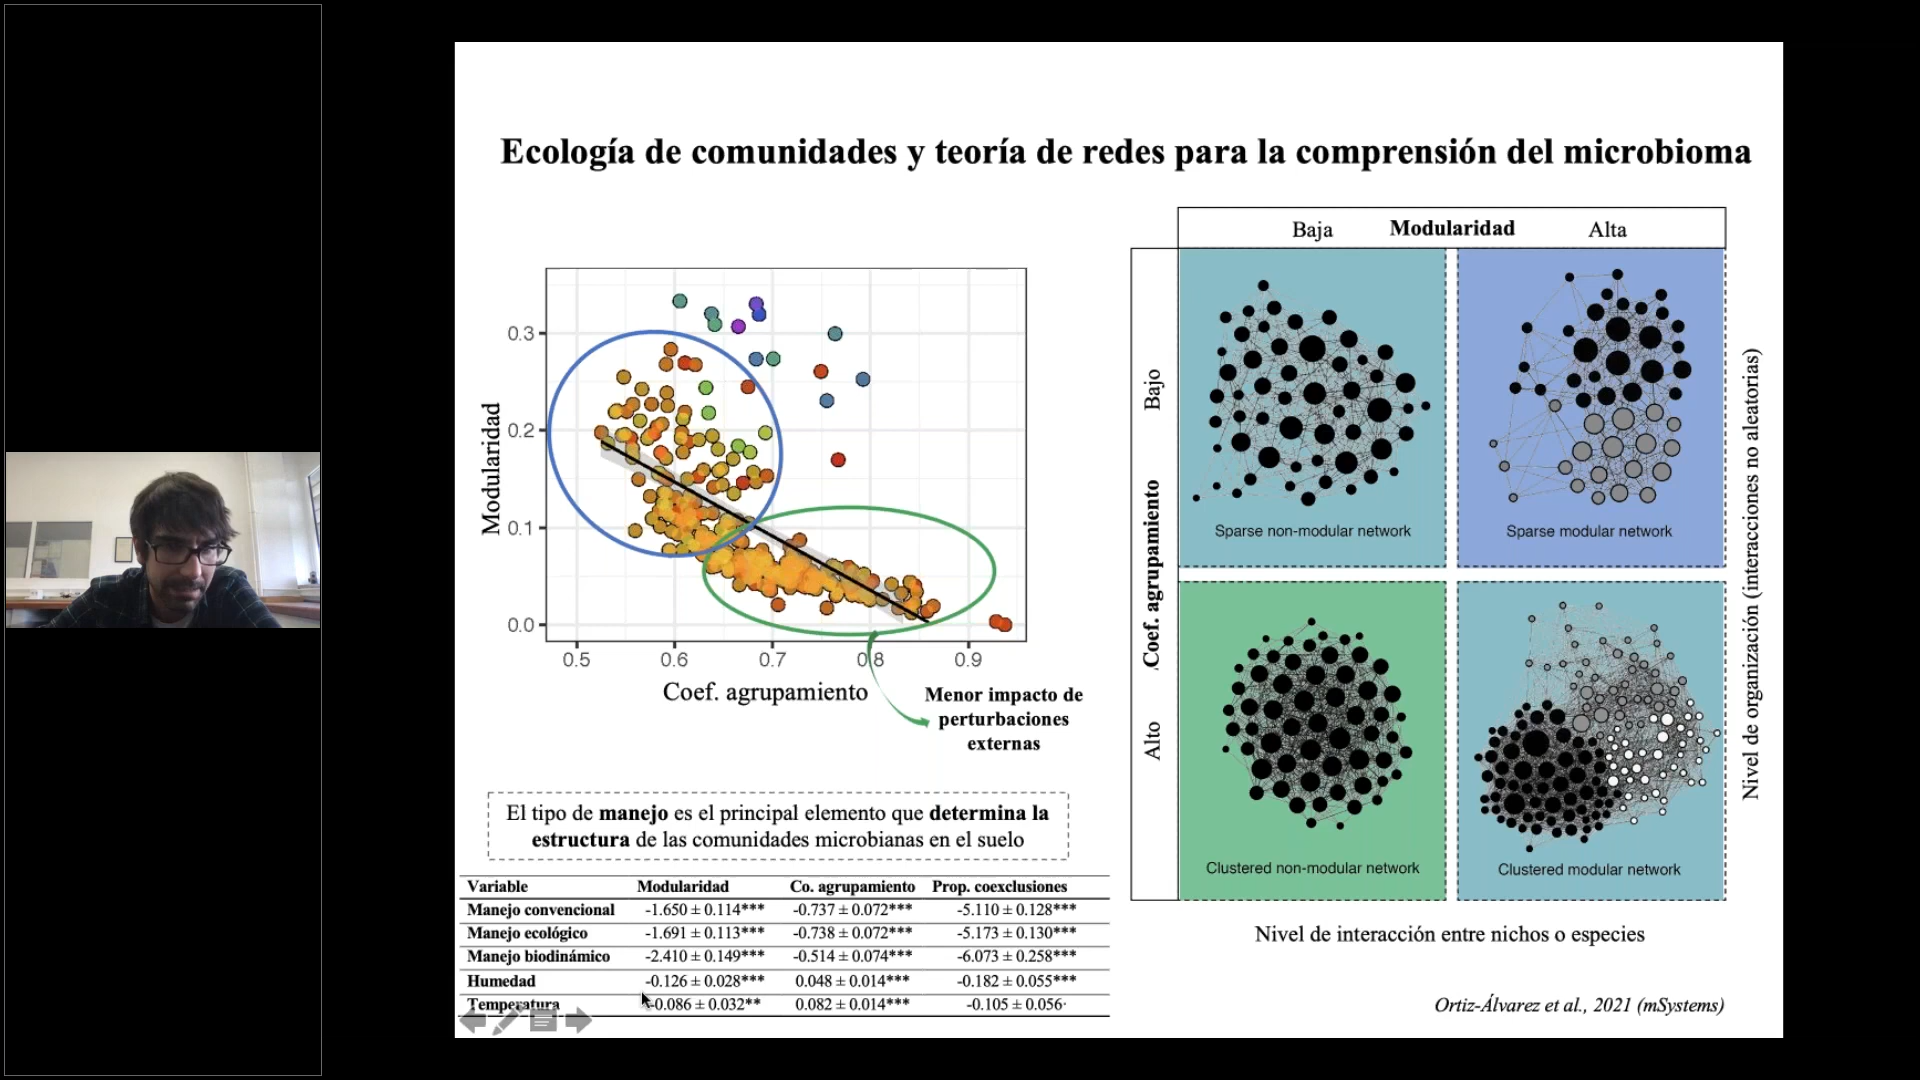 Ecología de comunidades y teoría de redes para la comprensión del microbioma
Modularidad
0.3
0.2
0.1
0.0
0.5 0.6 0.7 0.8 0.9
Coef. agrupamiento
Menor impacto de
perturbaciones
externas
El tipo de manejo es el principal elemento que determina la
estructura de las comunidades microbianas en el suelo
Variable Modularidad Co. agrupamiento Prop. coexclusiones
Manejo convencional -1.650 ± 0.114*** -0.737 ± 0.072*** -5.110 ± 0.128***
Manejo ecológico -1.691 ± 0.113*** -0.738 ± 0.072*** -5.173 ± 0.130***
Manejo biodinámico -2.410 ± 0.149*** -0.514 ± 0.074*** -6.073 ± 0.258***
Humedad -0.126 ± 0.028*** 0.048 ± 0.014*** -0.182 ± 0.055***
Temperatura -0.086 ± 0.032** 0.082 ± 0.014*** -0.105 ± 0.056·
Baja Modularidad Alta
.Coef. agrupamiento
Bajo
Alto
Sparse non-modular network
Sparse modular network
Clustered non-modular network
Clustered modular network
Nivel de organización (interacciones no aleatorias)
Nivel de interacción entre nichos o especies
Ortiz-Álvarez et al., 2021 (mSystems)